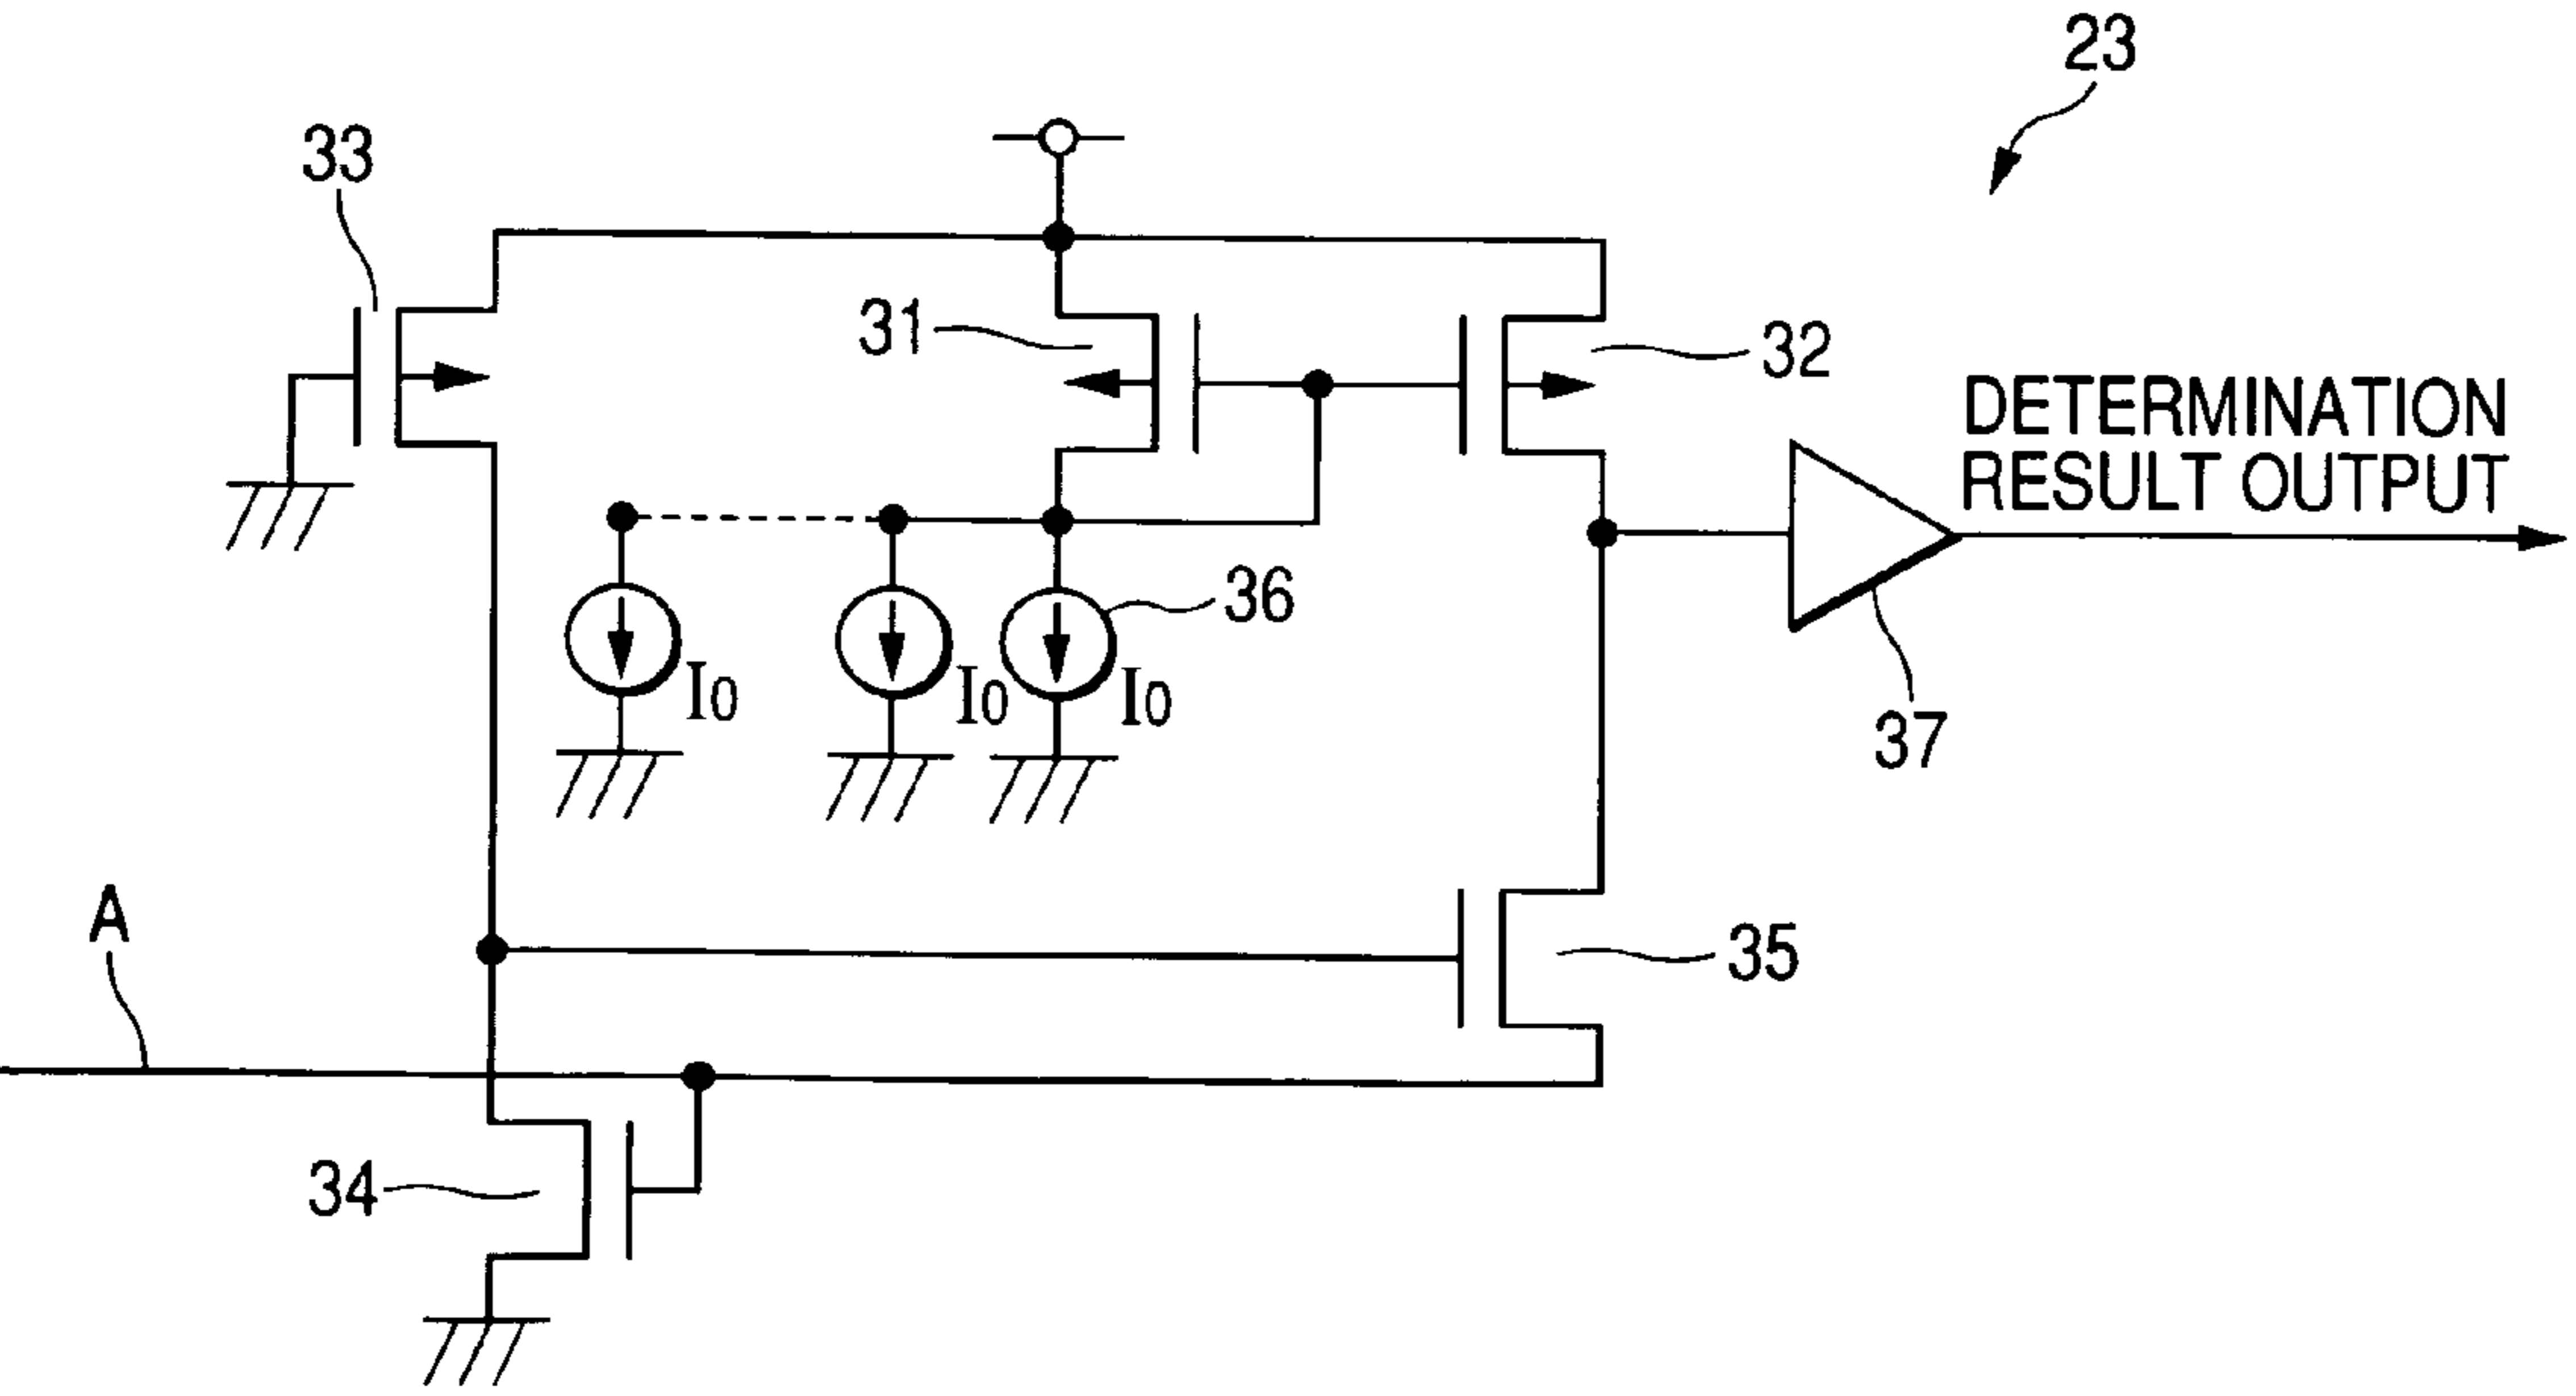 23
33
31
32
DETERMINATION
RESULT OUTPUT
36
I0
I0
I0
37
A
35
34